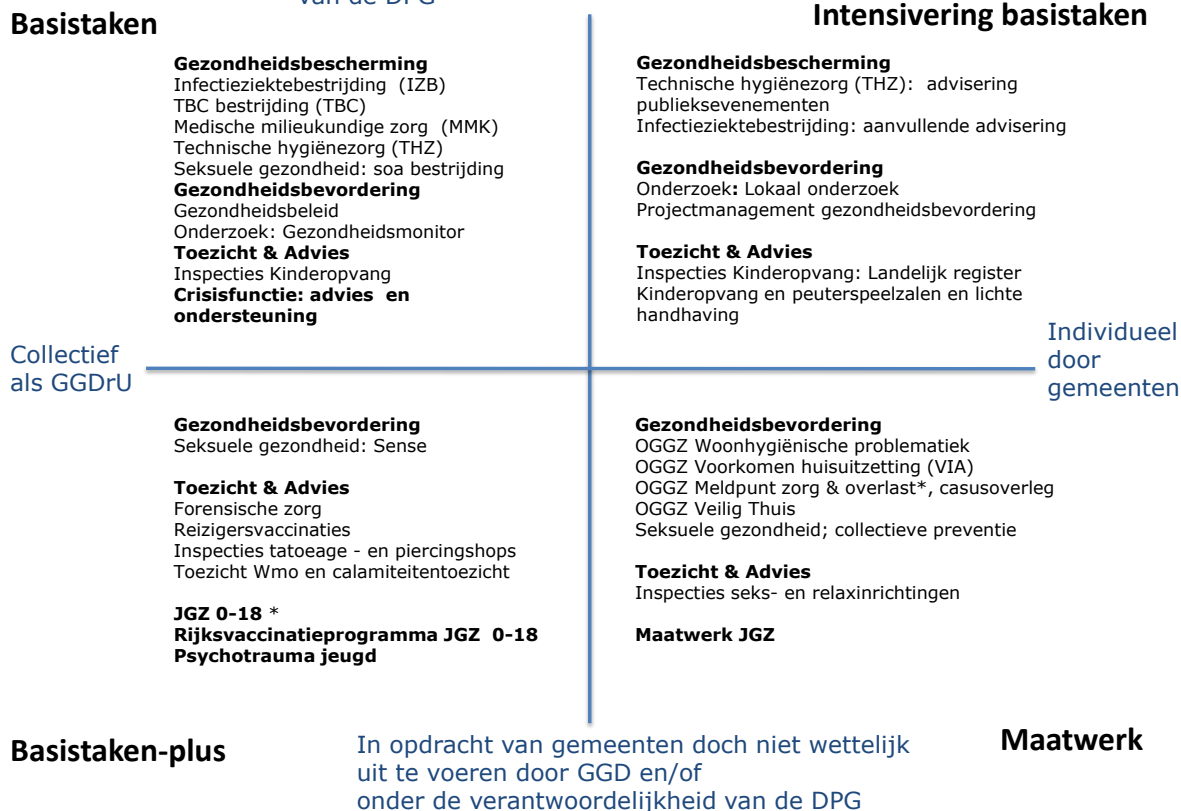 van de DPG
Basistaken
Intensivering basistaken
Gezondheidsbescherming
Infectieziektebestrijding (IZB)
TBC bestrijding (TBC)
Medische milieukundige zorg (MMK)
Technische hygiënezorg (THZ)
Seksuele gezondheid: soa bestrijding
Gezondheidsbevordering
Gezondheidsbeleid
Onderzoek: Gezondheidsmonitor
Toezicht & Advies
Inspecties Kinderopvang
Crisisfunctie: advies en
ondersteuning
Gezondheidsbescherming
Technische hygiënezorg (THZ): advisering
publieksevenementen
Infectieziektebestrijding: aanvullende advisering
Gezondheidsbevordering
Onderzoek: Lokaal onderzoek
Projectmanagement gezondheidsbevordering
Toezicht & Advies
Inspecties Kinderopvang: Landelijk register
Kinderopvang en peuterspeelzalen en lichte
handhaving
Collectief
als GGDrU
Individueel
door
gemeenten
Gezondheidsbevordering
Seksuele gezondheid: Sense
Toezicht & Advies
Forensische zorg
Reizigersvaccinaties
Inspecties tatoeage - en piercingshops
Toezicht Wmo en calamiteitentoezicht
JGZ 0-18 *
Rijksvaccinatieprogramma JGZ 0-18
Psychotrauma jeugd
Gezondheidsbevordering
OGGZ Woonhygiënische problematiek
OGGZ Voorkomen huisuitzetting (VIA)
OGGZ Meldpunt zorg & overlast*, casusoverleg
OGGZ Veilig Thuis
Seksuele gezondheid; collectieve preventie
Toezicht & Advies
Inspecties seks- en relaxinrichtingen
Maatwerk JGZ
Basistaken-plus
In opdracht van gemeenten doch niet wettelijk
uit te voeren door GGD en/of
onder de verantwoordelijkheid van de DPG
Maatwerk